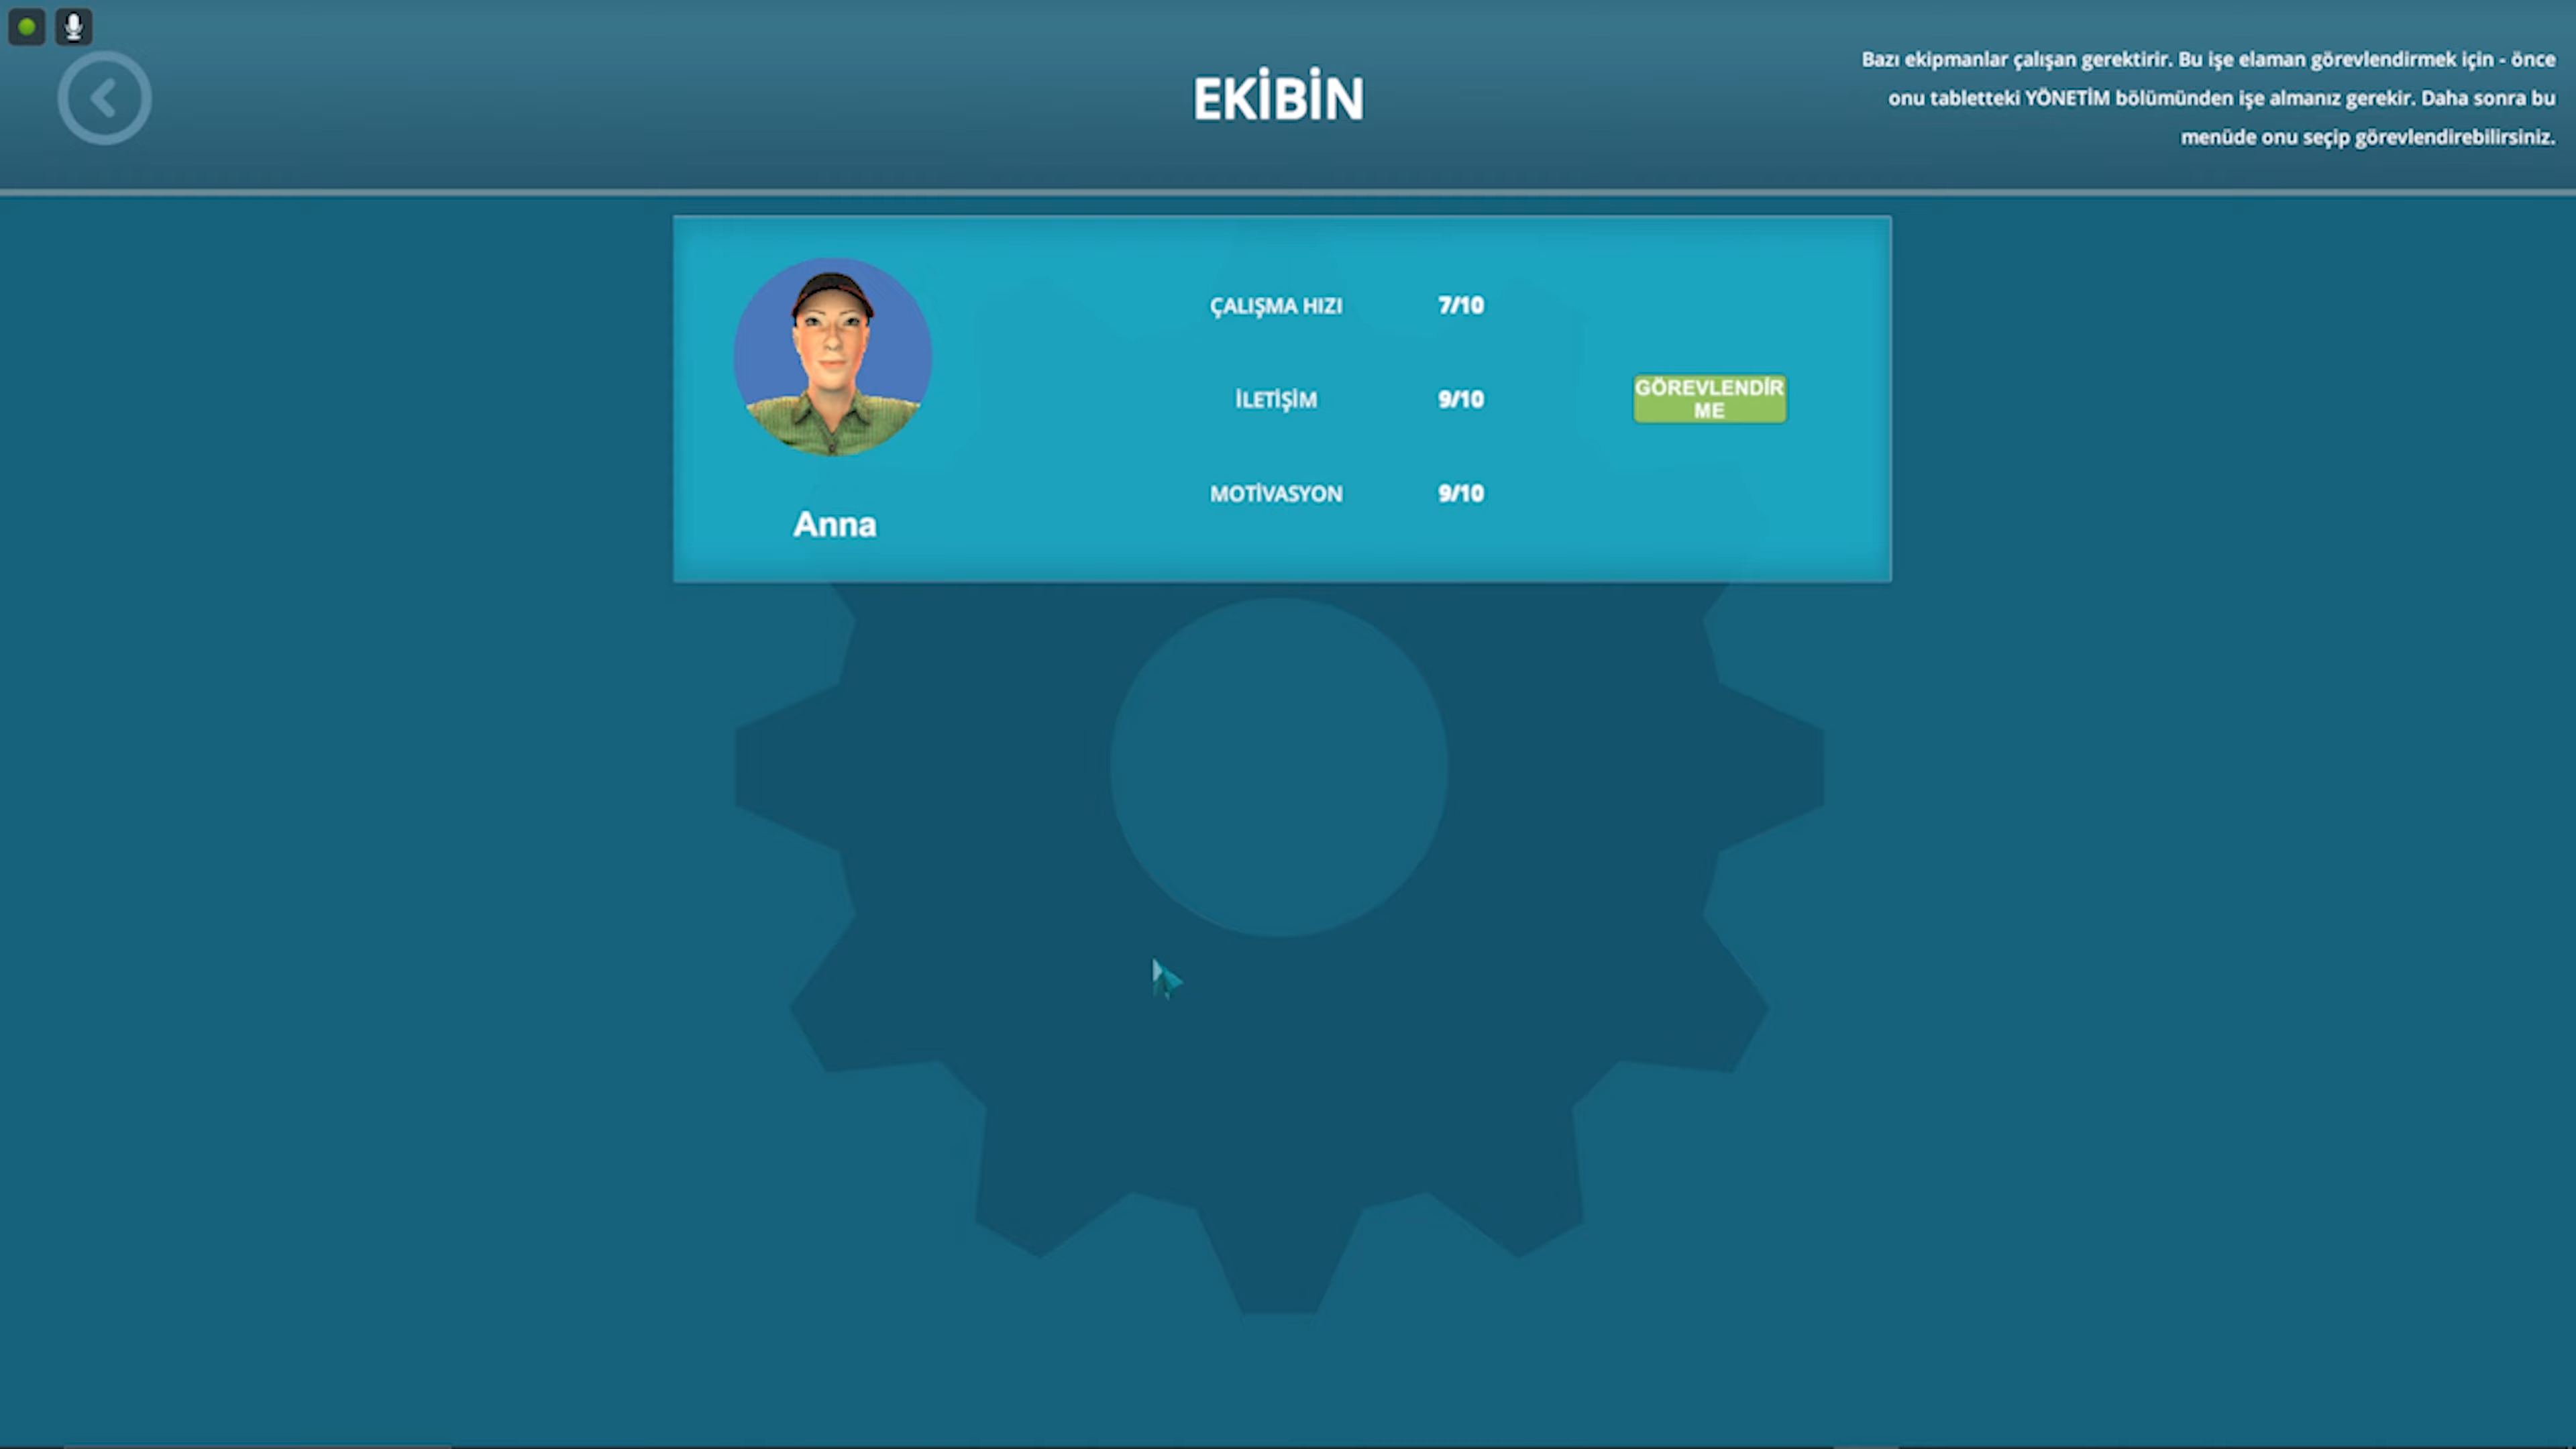 EKİBİN
Bazı ekipmanlar çalışan gerektirir. Bu işe elaman görevlendirmek için - önce
onu tabletteki YÖNETİM bölümünden işe almanız gerekir. Daha sonra bu
menüde onu seçip görevlendirebilirsiniz.
ÇALIŞMA HIZI 7/10
İLETİŞİM 9/10
GÖREVLENDİR
ME
MOTİVASYON 9/10
Anna